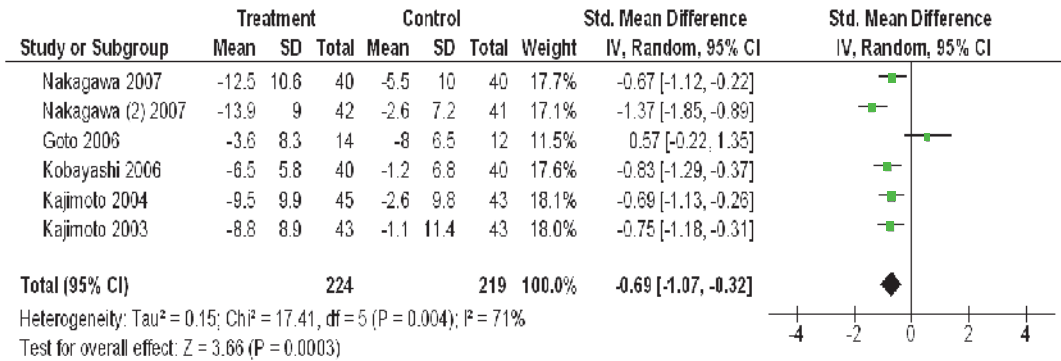 Treatment Control Std. Mean Difference Std. Mean Difference
Study or Subgroup Mean SD Total Mean SD Total Weight IV, Random, 95% CI IV, Random, 95% CI
Nakagawa 2007 -12.5 10.6 40 -5.5 10 40 17.7% -0.67 [-1.12, -0.22]
Nakagawa (2) 2007 -13.9 9 42 -2.6 7.2 41 17.1% -1.37 [-1.85, -0.89]
Goto 2006 -3.6 8.3 14 -8 6.5 12 11.5% 0.57 [-0.22, 1.35]
Kobayashi 2006 -6.5 5.8 40 -1.2 6.8 40 17.6% -0.83 [-1.29, -0.37]
Kajimoto 2004 -9.5 9.9 45 -2.6 9.8 43 18.1% -0.69 [-1.13, -0.26]
Kajimoto 2003 -8.8 8.9 43 -1.1 11.4 43 18.0% -0.75 [-1.18, -0.31]
Total (95% CI) 224 219 100.0% -0.69 [-1.07, -0.32]
Heterogeneity: Tau² = 0.15; Chi² = 17.41, df = 5 (P = 0.004); I² = 71%
Test for overall effect: Z = 3.66 (P = 0.0003)
-4 -2 0 2 4